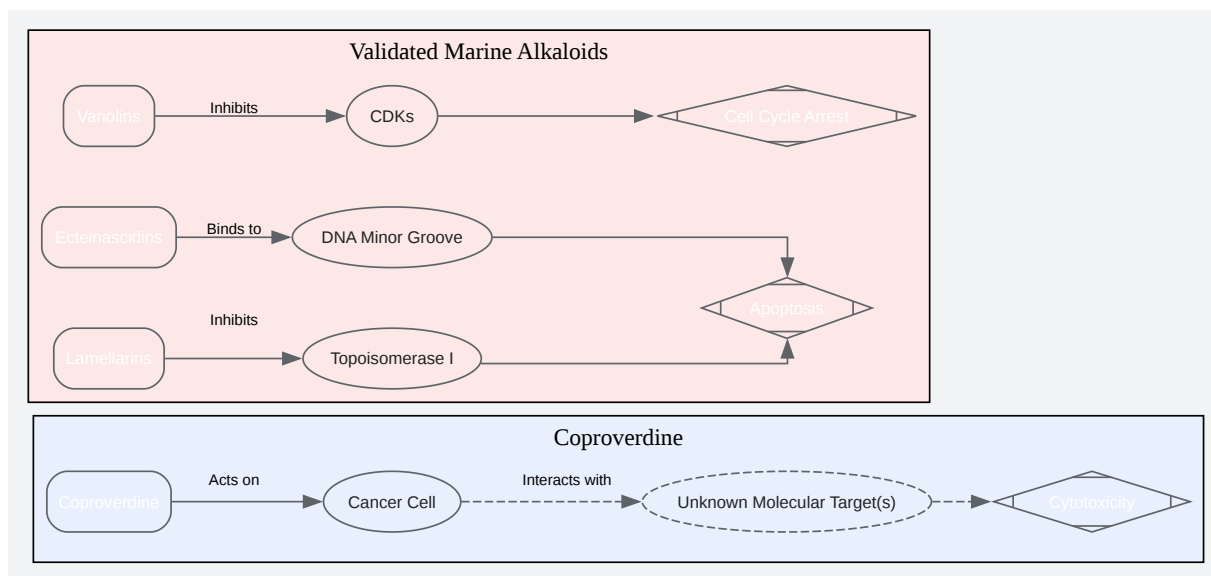 Validated Marine Alkaloids
Variolins
Inhibits
CDKs
Cell Cycle Arrest
Ecteinascidins
Binds to
DNA Minor Groove
Apoptosis
Inhibits
Lamellarins
Topoisomerase I
Coproverdine
Coproverdine
Acts on
Cancer Cell
Interacts with
Unknown Molecular Target(s)
Cytotoxicity